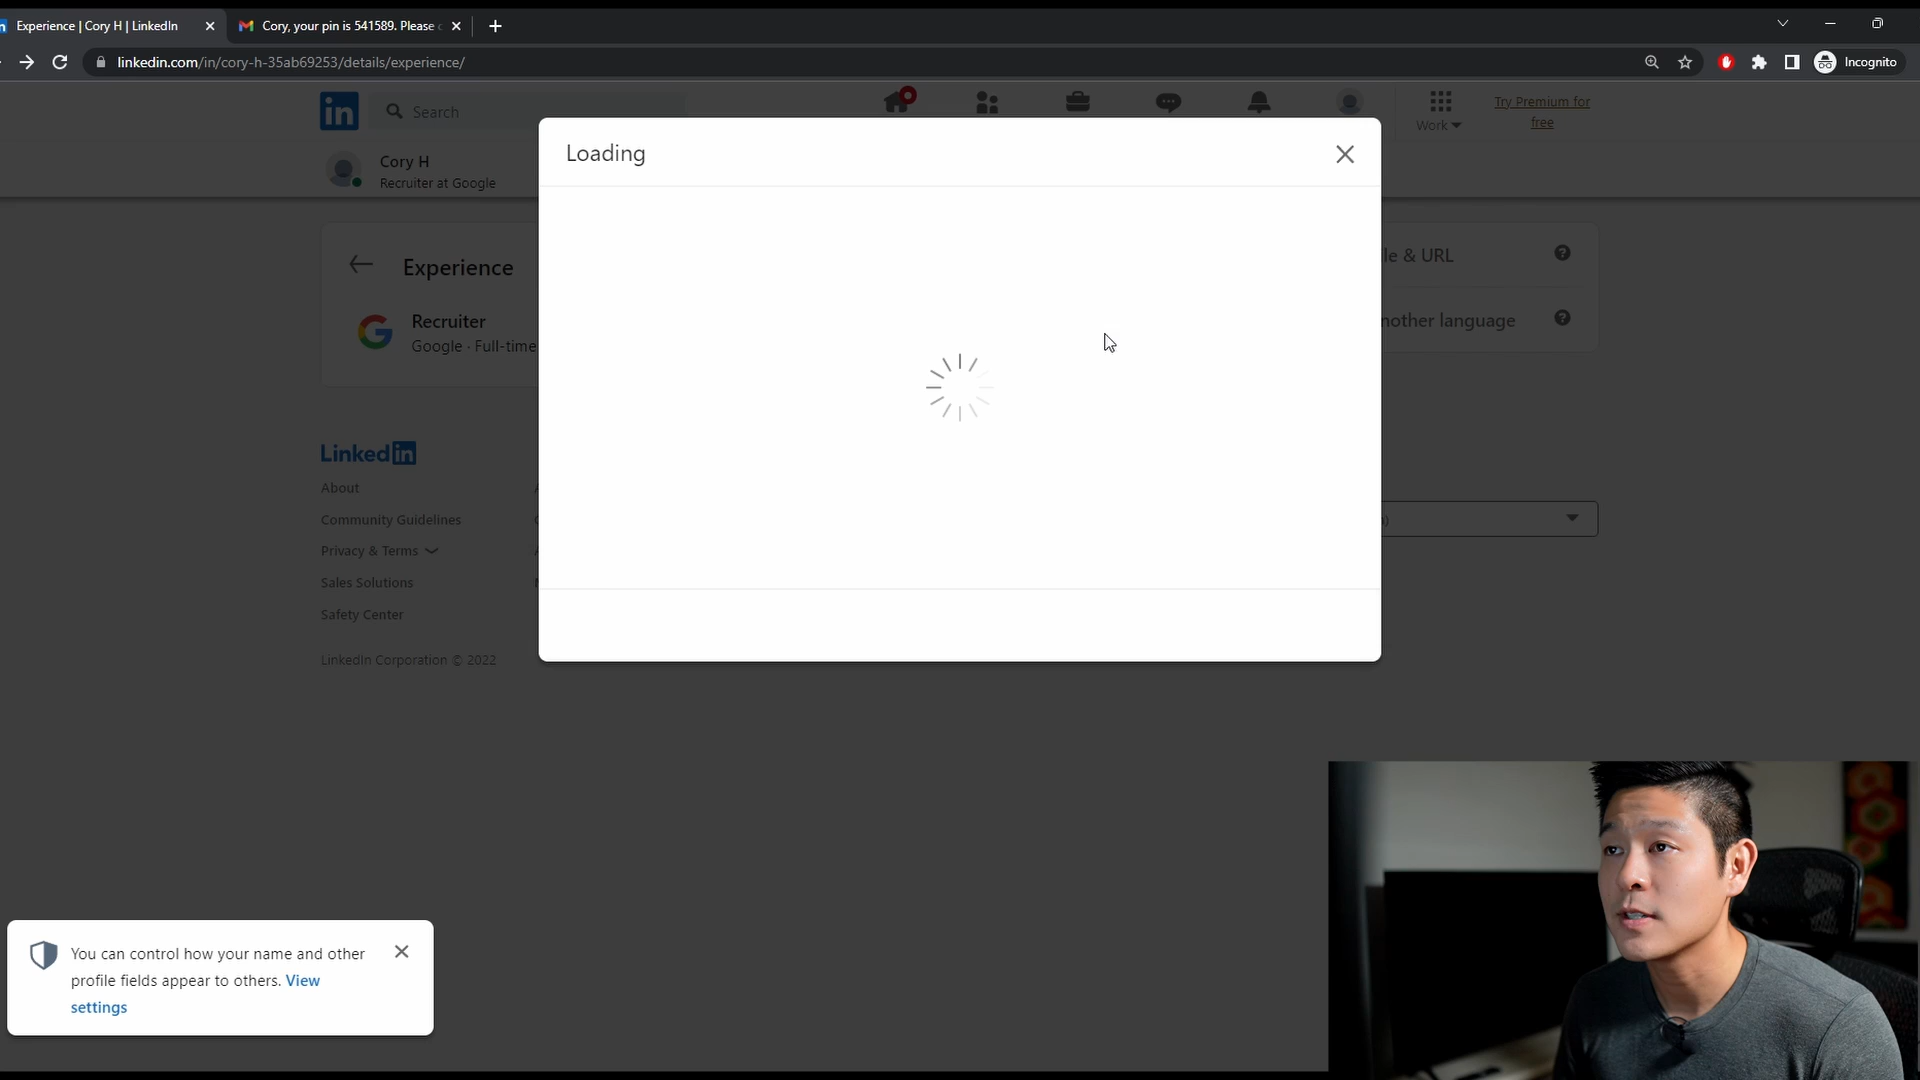 Experience | Cory H | LinkedIn
Cory, your pin is 541589. Please
linkedin.com/in/cory-h-35ab69253/details/experience/
Incognito
in
Search
Work
Try Premium for
free
Cory H
Recruiter at Google
Loading
Experience
Recruiter
Google · Full-time
le & URL
nother language
LinkedIn
About
Community Guidelines
Privacy & Terms
Sales Solutions
Safety Center
LinkedIn Corporation © 2022
You can control how your name and other
profile fields appear to others. View
settings